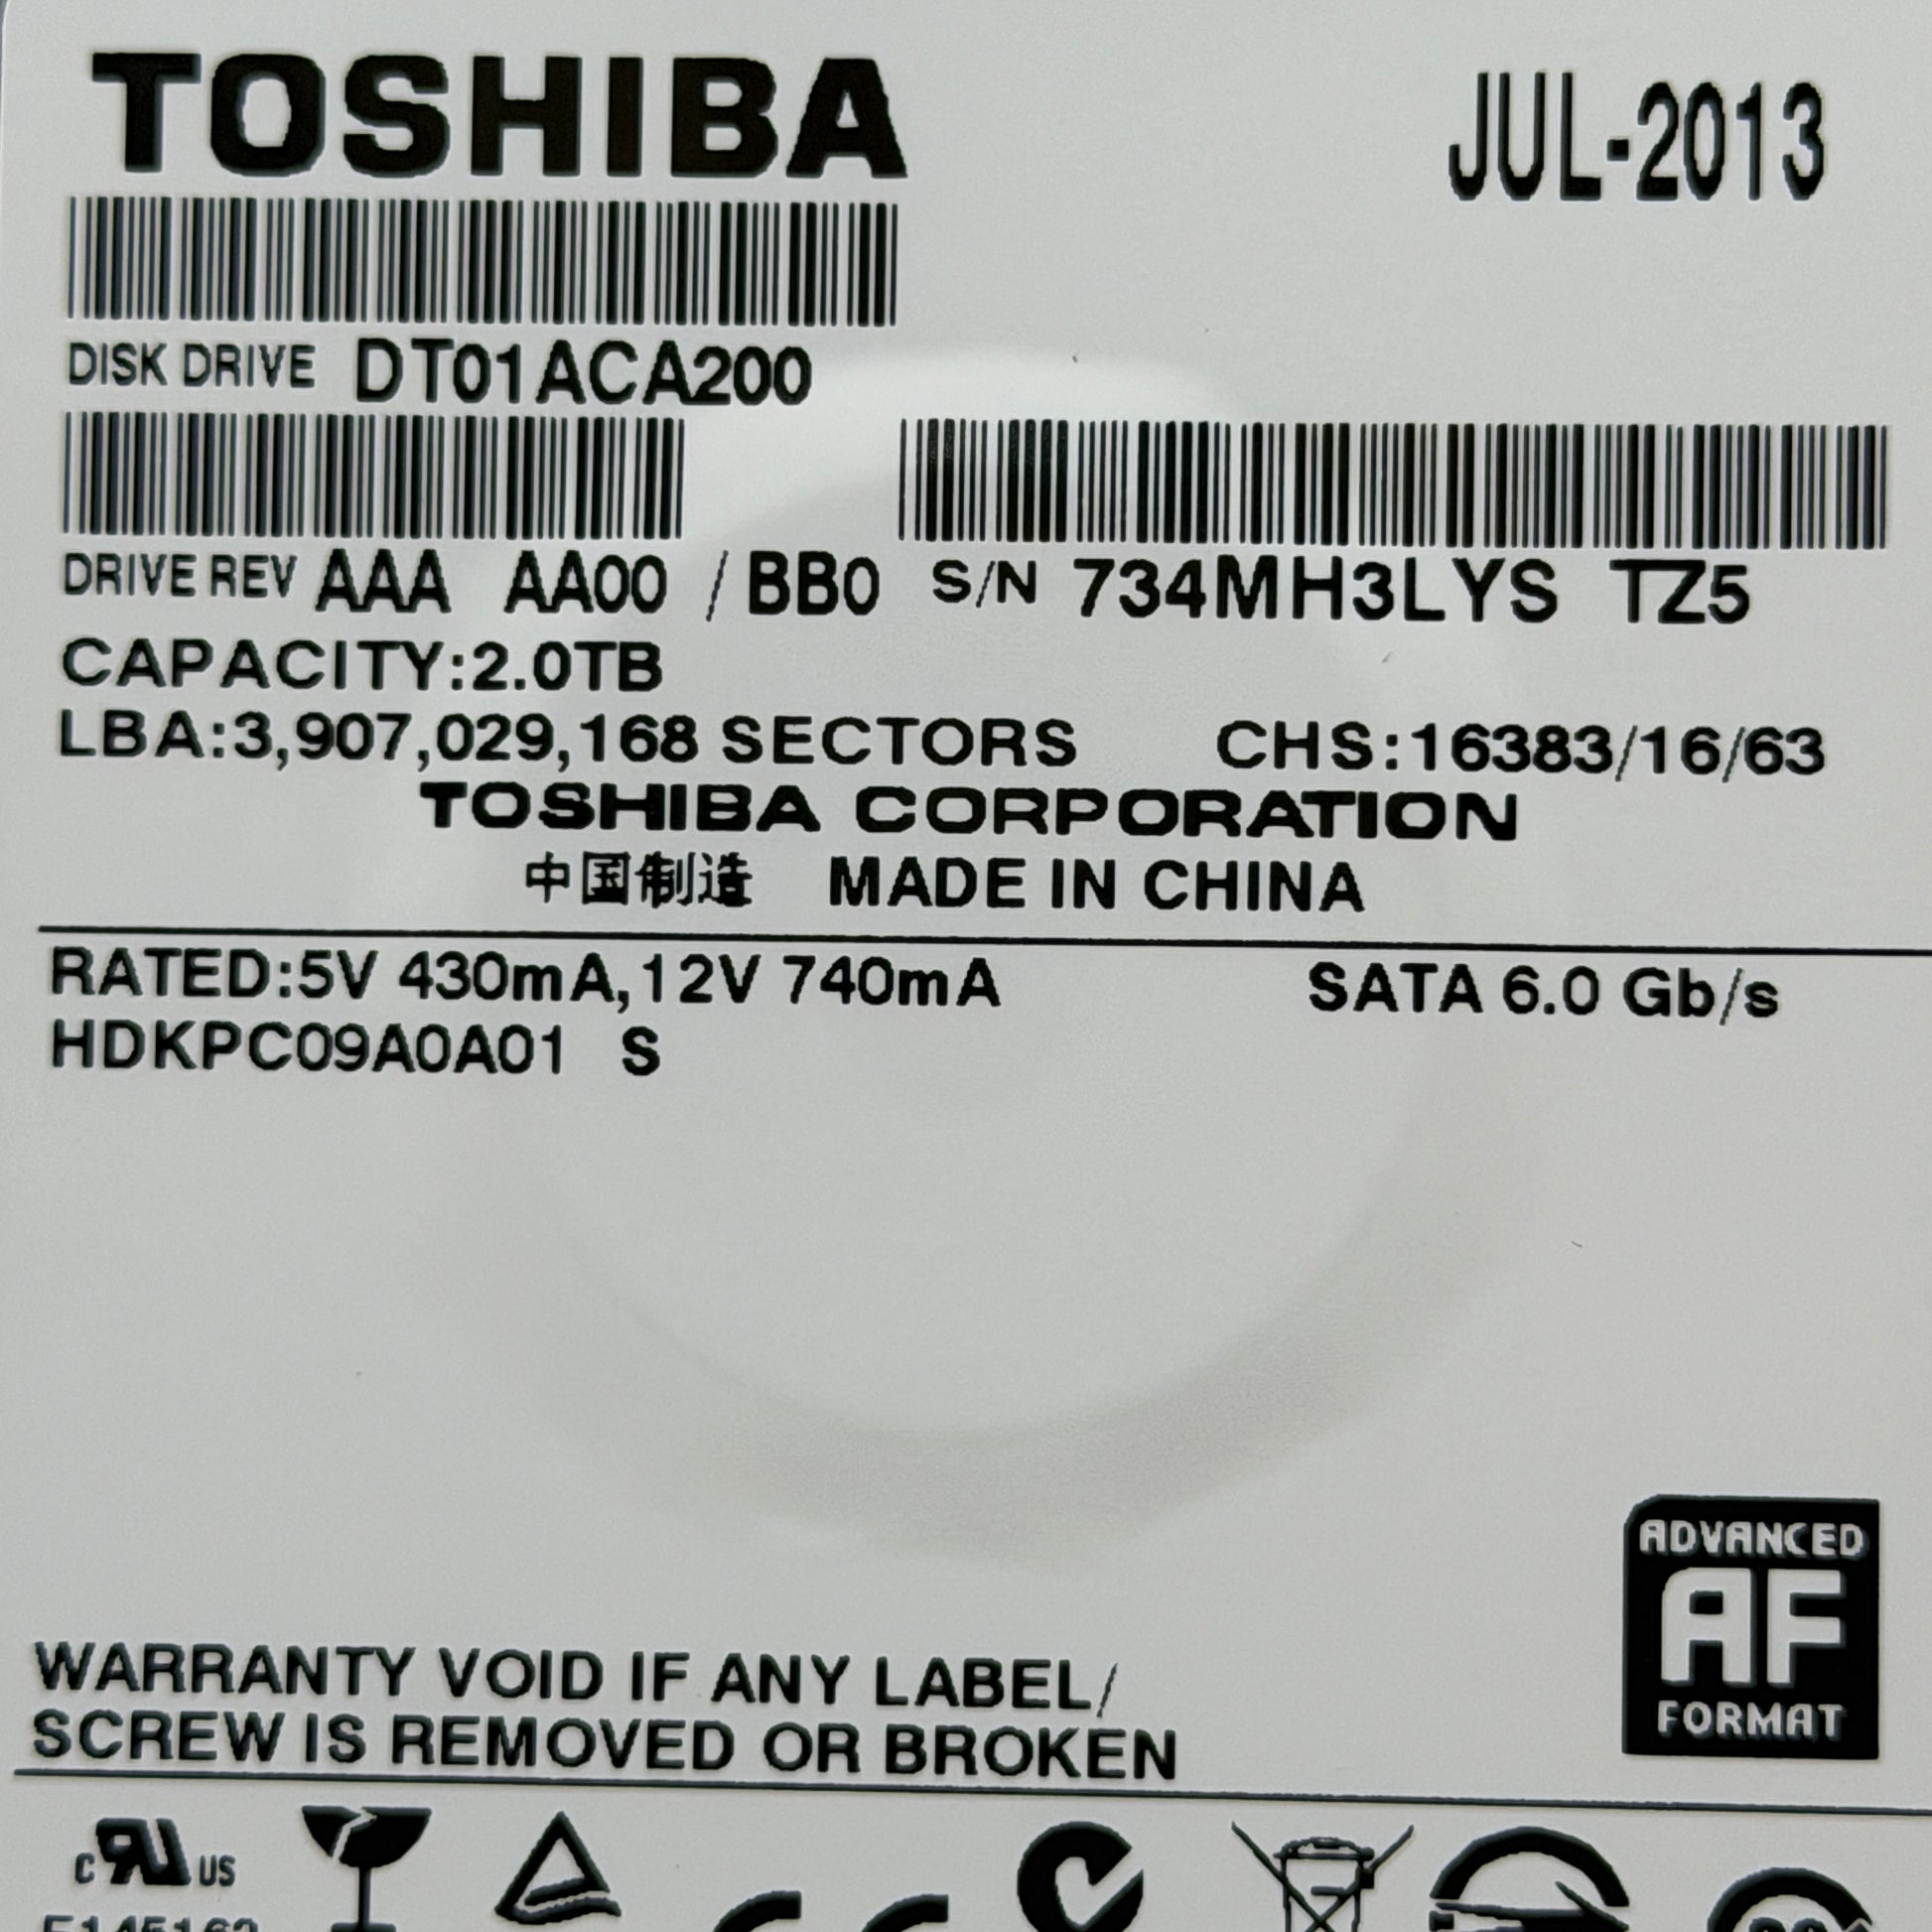 TOSHIBA
JUL-2013
DISK DRIVE DT01ACA200
DRIVE REV AAA AA00 / BB0 S/N 734MH3LYS TZ5
CAPACITY:2.0TB
LBA:3,907,029,168 SECTORS CHS:16383/16/63
TOSHIBA CORPORATION
中国制造 MADE IN CHINA
RATED:5V 430mA,12V 740mA SATA 6.0 Gb/s
HDKPC09A0A01 S
ADVANCED
AF
FORMAT
WARRANTY VOID IF ANY LABEL/
SCREW IS REMOVED OR BROKEN
c RU US